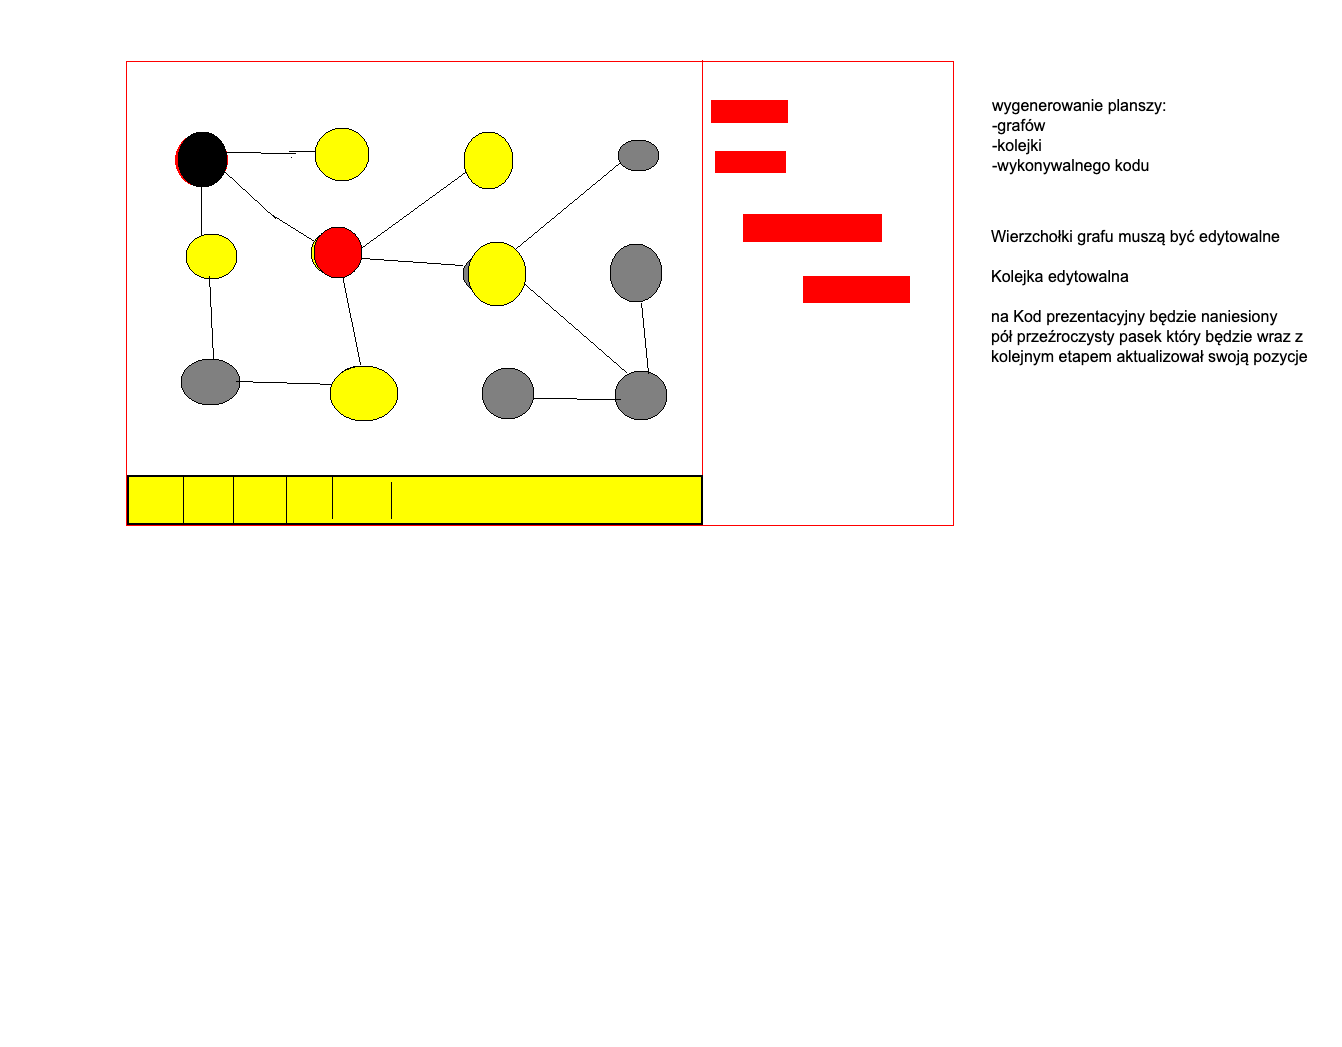 wygenerowanie planszy:
-grafów
-kolejki
-wykonywalnego kodu
Wierzchołki grafu muszą być edytowalne
Kolejka edytowalna
na Kod prezentacyjny będzie naniesiony
pół przeźroczysty pasek który będzie wraz z
kolejnym etapem aktualizował swoją pozycje